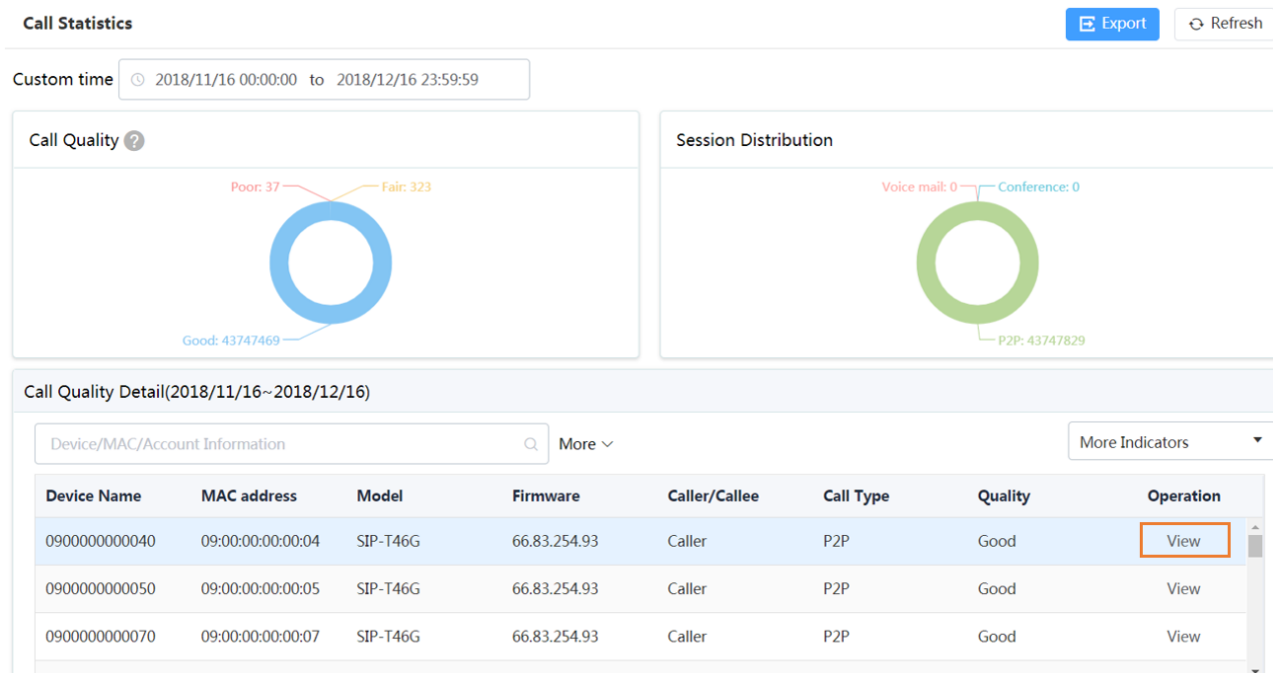 Call Statistics Export Refresh
Custom time 2018/11/16 00:00:00 to 2018/12/16 23:59:59
Call Quality ?
Poor: 37 Fair: 323
Good: 43747469
Session Distribution
Voice mail: 0 Conference: 0
P2P: 43747829
Call Quality Detail(2018/11/16~2018/12/16)
Device/MAC/Account Information More More Indicators
Device Name MAC address Model Firmware Caller/Callee Call Type Quality Operation
0900000000040 09:00:00:00:00:04 SIP-T46G 66.83.254.93 Caller P2P Good View
0900000000050 09:00:00:00:00:05 SIP-T46G 66.83.254.93 Caller P2P Good View
0900000000070 09:00:00:00:00:07 SIP-T46G 66.83.254.93 Caller P2P Good View